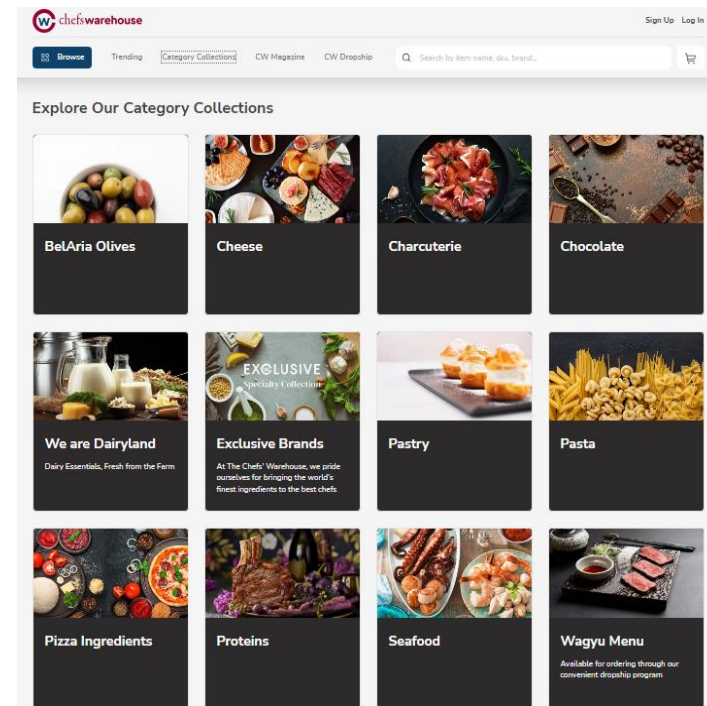 cw chefswarehouse
Sign Up Log In
Browse Trending Category Collections CW Magazine CW Dropship Search by item name, sku, brand...
Explore Our Category Collections
BelAria Olives
Cheese
Charcuterie
Chocolate
EXCLUSIVE
Specialty Collection
We are Dairyland
Dairy Essentials, Fresh from the Farm
Exclusive Brands
At The Chefs' Warehouse, we pride
ourselves for bringing the world's
finest ingredients to the best chefs
Pastry
Pasta
Pizza Ingredients
Proteins
Seafood
Wagyu Menu
Available for ordering through our
convenient dropship program